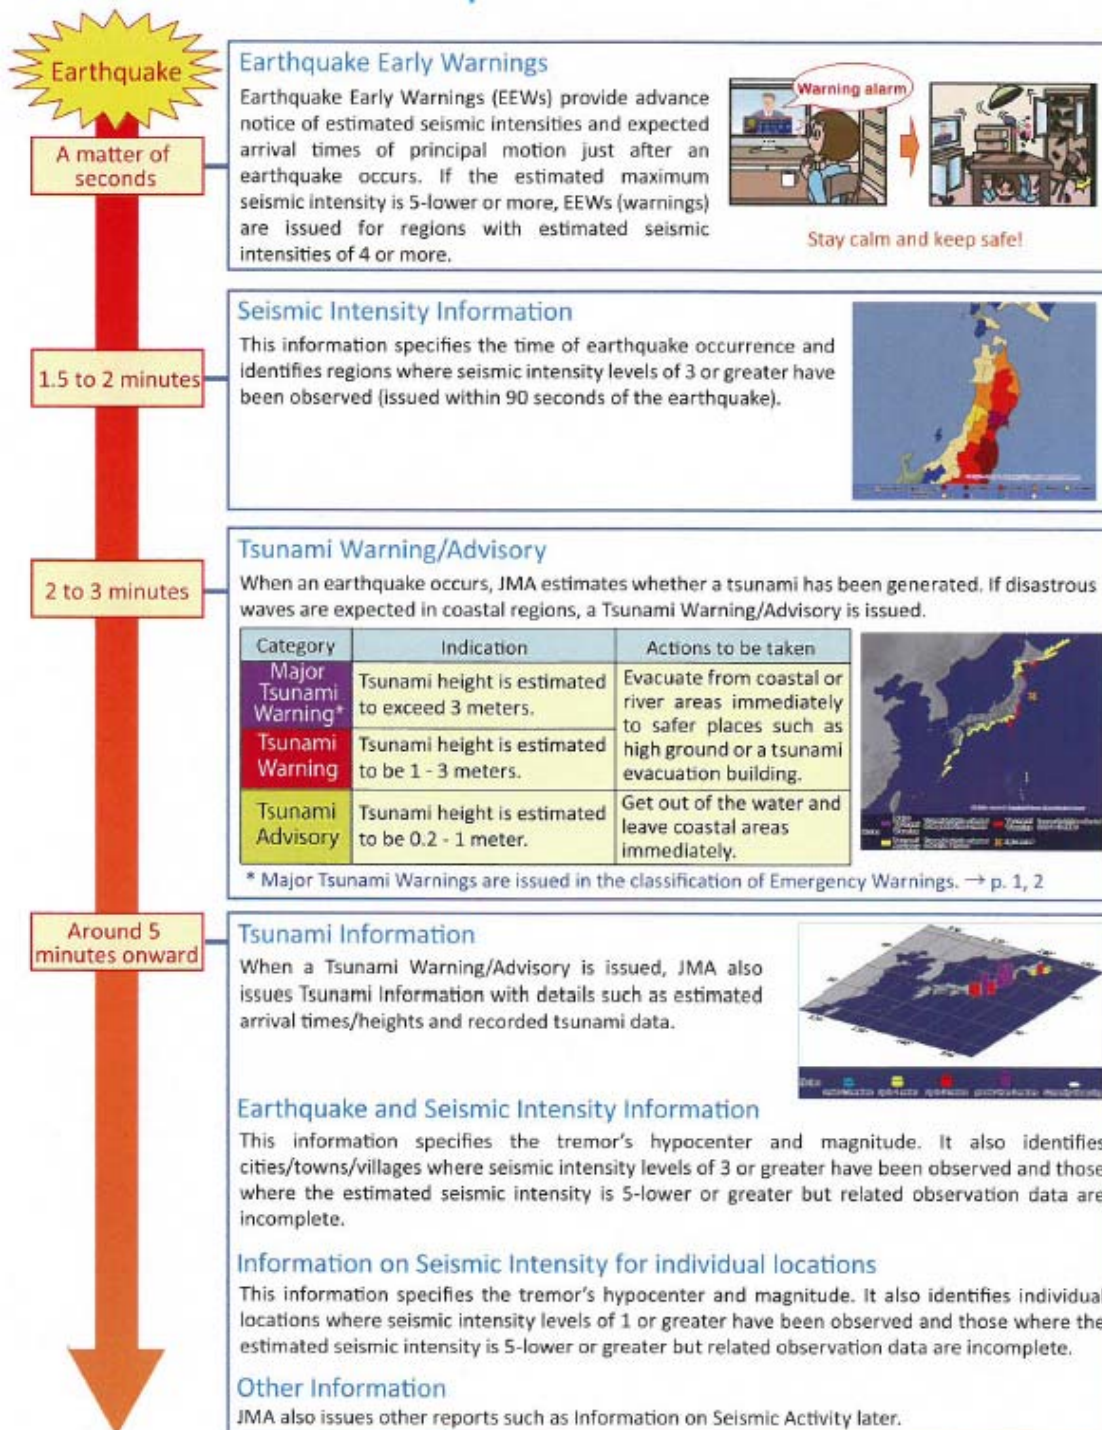 Earthquake
A matter of
seconds
Earthquake Early Warnings
Earthquake Early Warnings (EEWs) provide advance
notice of estimated seismic intensities and expected
arrival times of principal motion just after an
earthquake occurs. If the estimated maximum
seismic intensity is 5-lower or more, EEWs (warnings)
are issued for regions with estimated seismic
intensities of 4 or more.
Warning alarm
Stay calm and keep safe!
1.5 to 2 minutes
Seismic Intensity Information
This information specifies the time of earthquake occurrence and
identifies regions where seismic intensity levels of 3 or greater have
been observed (issued within 90 seconds of the earthquake).
2 to 3 minutes
Tsunami Warning/Advisory
When an earthquake occurs, JMA estimates whether a tsunami has been generated. If disastrous
waves are expected in coastal regions, a Tsunami Warning/Advisory is issued.
Category
Indication
Actions to be taken
Major
Tsunami
Warning*
Tsunami height is estimated
to exceed 3 meters.
Tsunami
Warning
Tsunami height is estimated
to be 1 - 3 meters.
Evacuate from coastal or
river areas immediately
to safer places such as
high ground or a tsunami
evacuation building.
Tsunami
Advisory
Tsunami height is estimated
to be 0.2 - 1 meter.
Get out of the water and
leave coastal areas
immediately.
* Major Tsunami Warnings are issued in the classification of Emergency Warnings. → p. 1, 2
Around 5
minutes onward
Tsunami Information
When a Tsunami Warning/Advisory is issued, JMA also
issues Tsunami Information with details such as estimated
arrival times/heights and recorded tsunami data.
Earthquake and Seismic Intensity Information
This information specifies the tremor's hypocenter and magnitude. It also identifies
cities/towns/villages where seismic intensity levels of 3 or greater have been observed and those
where the estimated seismic intensity is 5-lower or greater but related observation data are
incomplete.
Information on Seismic Intensity for individual locations
This information specifies the tremor's hypocenter and magnitude. It also identifies individual
locations where seismic intensity levels of 1 or greater have been observed and those where the
estimated seismic intensity is 5-lower or greater but related observation data are incomplete.
Other Information
JMA also issues other reports such as Information on Seismic Activity later.